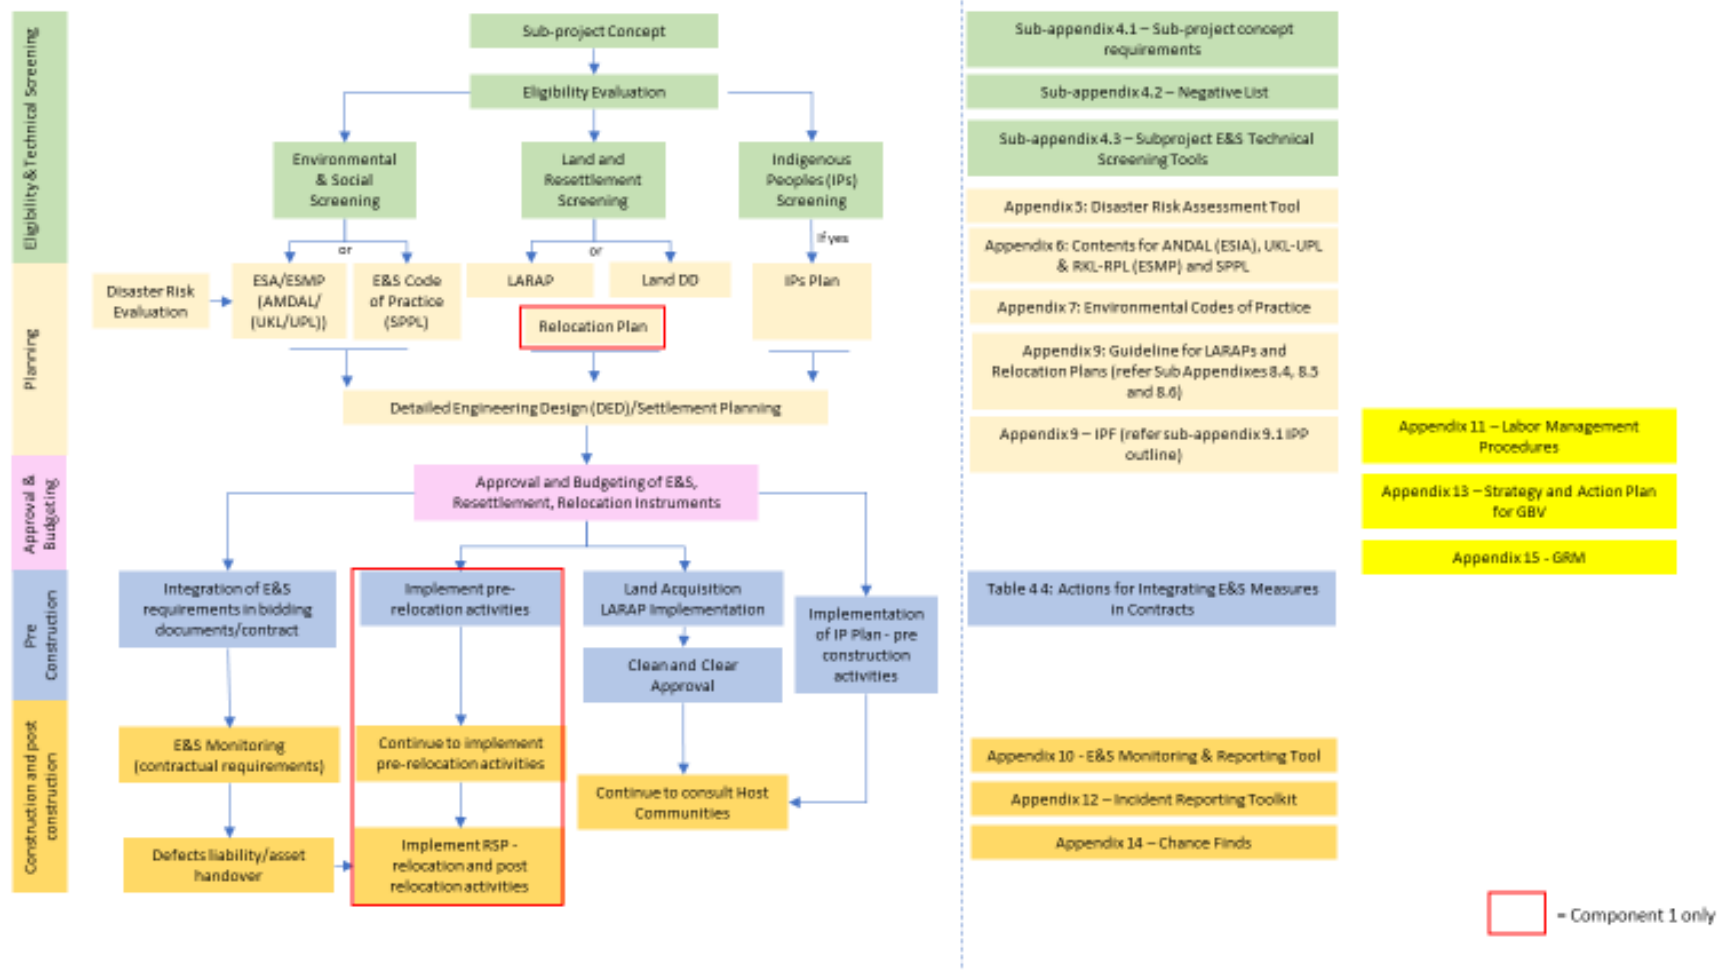 Eligibility & Technical Screening
Sub-project Concept
Eligibility Evaluation
Environmental
& Social
Screening
Land and
Resettlement
Screening
Indigenous
Peoples (IPs)
Screening
or
or
If yes
Planning
Disaster Risk
Evaluation
ESA/ESMP
(AMDAL/
(UKL/UPL))
E&S Code
of Practice
(SPPL)
LARAP
Land DD
IPs Plan
Relocation Plan
Detailed Engineering Design (DED)/Settlement Planning
Approval &
Budgeting
Approval and Budgeting of E&S,
Resettlement, Relocation Instruments
Pre
Construction
Integration of E&S
requirements in bidding
documents/contract
Implement pre-
relocation activities
Land Acquisition
LARAP Implementation
Clean and Clear
Approval
Implementation
of IP Plan - pre
construction
activities
Construction and post
construction
E&S Monitoring
(contractual requirements)
Continue to implement
pre-relocation activities
Continue to consult Host
Communities
Defects liability/asset
handover
Implement RSP -
relocation and post
relocation activities
Sub-appendix 4.1 – Sub-project concept
requirements
Sub-appendix 4.2 – Negative List
Sub-appendix 4.3 – Subproject E&S Technical
Screening Tools
Appendix 5: Disaster Risk Assessment Tool
Appendix 6: Contents for ANDAL (ESIA), UKL-UPL
& RKL-RPL (ESMP) and SPPL
Appendix 7: Environmental Codes of Practice
Appendix 9: Guideline for LARAPs and
Relocation Plans (refer Sub Appendixes 8.4, 8.5
and 8.6)
Appendix 9 – IPF (refer sub-appendix 9.1 IPP
outline)
Table 4 4: Actions for Integrating E&S Measures
in Contracts
Appendix 10 - E&S Monitoring & Reporting Tool
Appendix 12 – Incident Reporting Toolkit
Appendix 14 – Chance Finds
Appendix 11 – Labor Management
Procedures
Appendix 13 – Strategy and Action Plan
for GBV
Appendix 15 - GRM
= Component 1 only